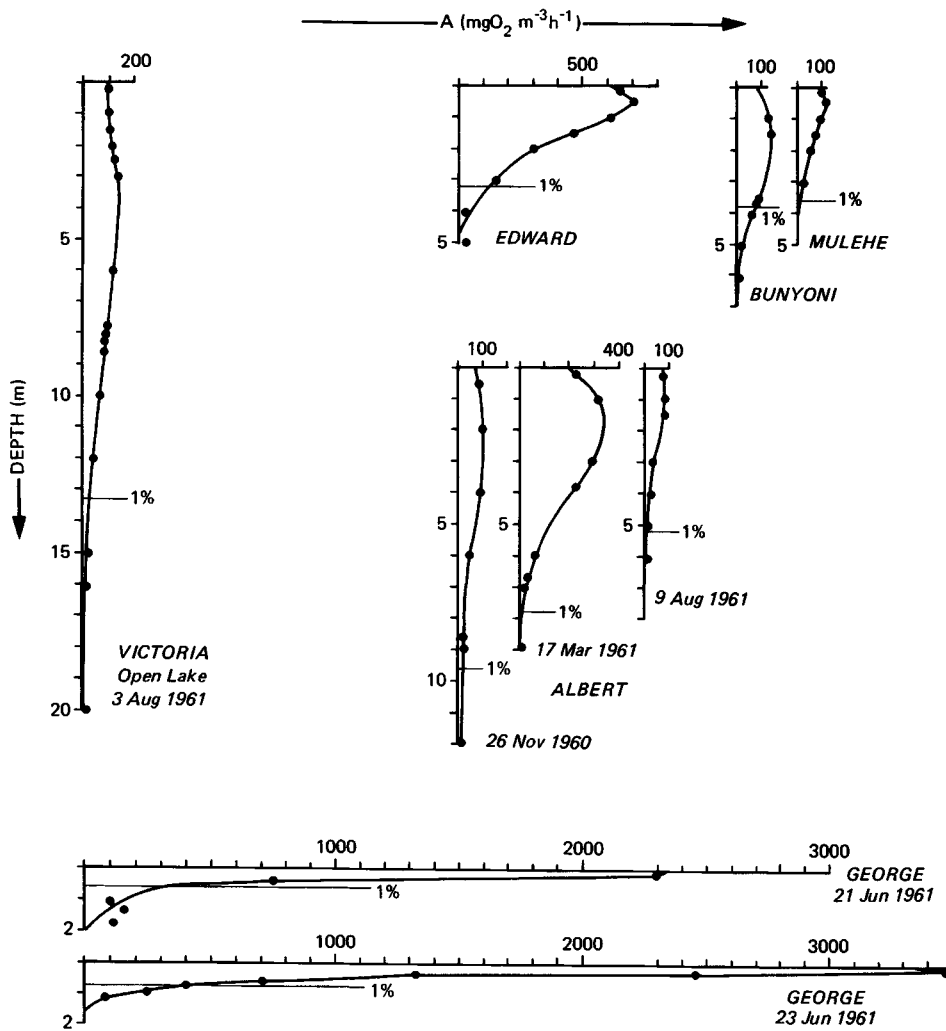 A (mgO₂ m⁻³h⁻¹)
200
500
100
100
1%
5
EDWARD
1%
5
BUNYONI
1%
5
MULEHE
5
10
DEPTH (m)
1%
15
20
VICTORIA
Open Lake
3 Aug 1961
100
400
100
5
5
5
1%
9 Aug 1961
1%
17 Mar 1961
1%
10
ALBERT
26 Nov 1960
1000
2000
3000
1%
2
GEORGE
21 Jun 1961
1000
2000
3000
1%
2
GEORGE
23 Jun 1961